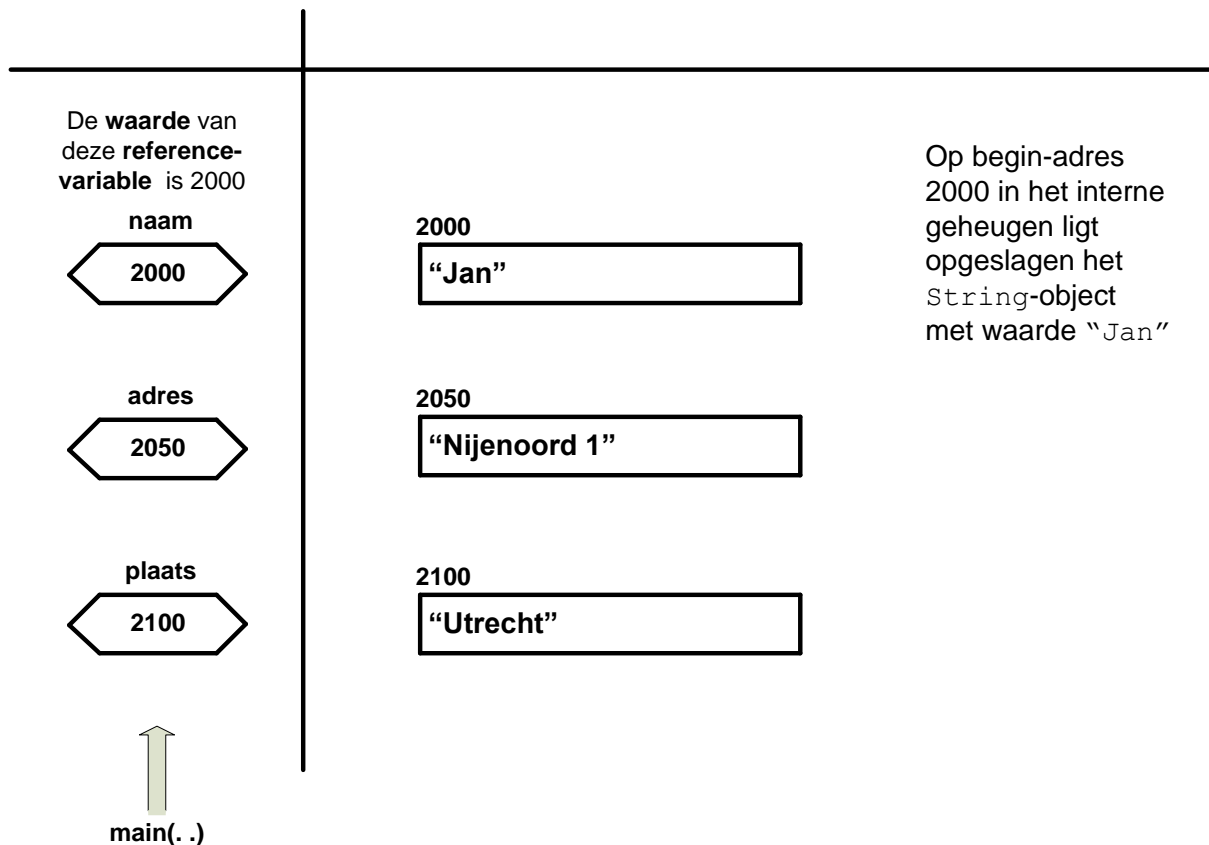 De waarde van
deze reference-
variable is 2000
naam
2000
2000
“Jan”
Op begin-adres
2000 in het interne
geheugen ligt
opgeslagen het
String-object
met waarde “Jan”
adres
2050
2050
“Nijenoord 1”
plaats
2100
2100
“Utrecht”
main(. .)